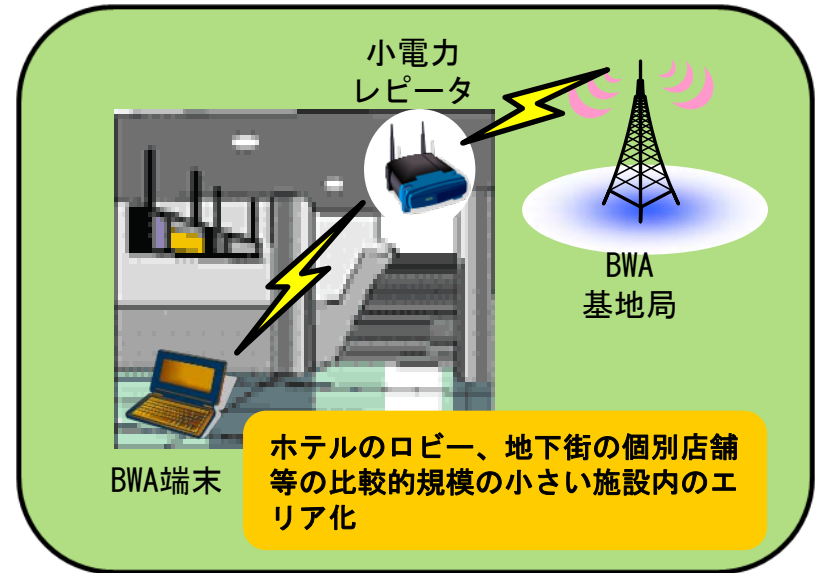 小電力
レピータ
BWA
基地局
BWA端末
ホテルのロビー、地下街の個別店舗
等の比較的規模の小さい施設内のエ
リア化